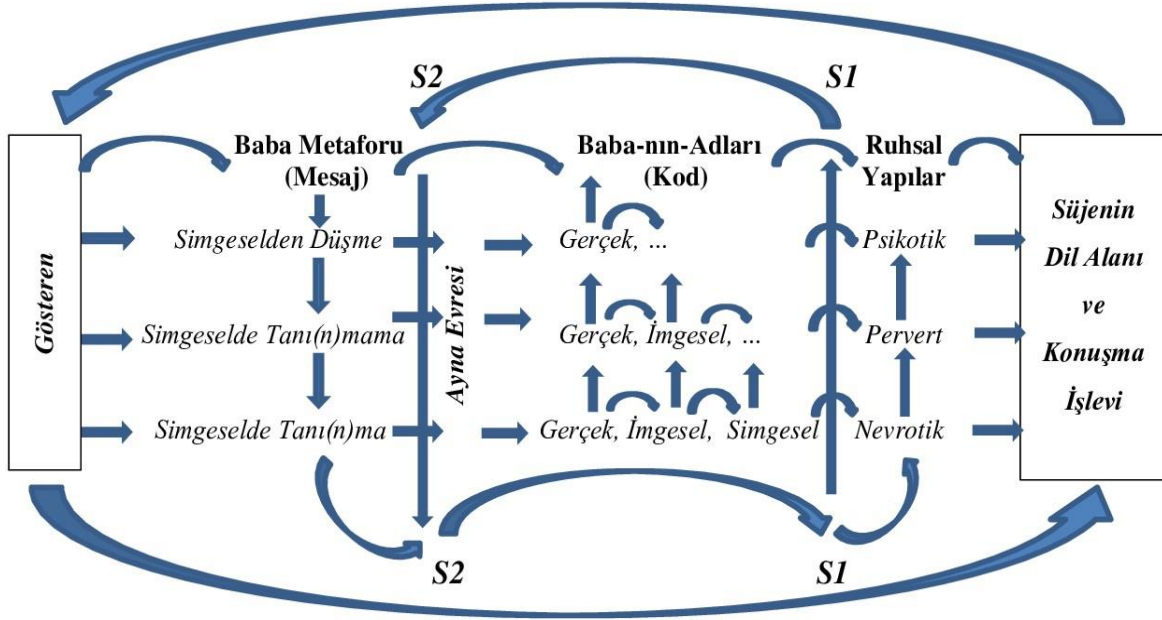 S2
S1
Baba Metaforu
(Mesaj)
Baba-nın-Adları
(Kod)
Ruhsal
Yapılar
Gösteren
Simgeselden Düşme
Gerçek, ...
Psikotik
Simgeselde Tanı(n)mama
Gerçek, İmgesel, ...
Pervert
Simgeselde Tanı(n)ma
Gerçek, İmgesel, Simgesel
Nevrotik
Ayna Evresi
Süjenin
Dil Alanı
ve
Konuşma
İşlevi
S2
S1